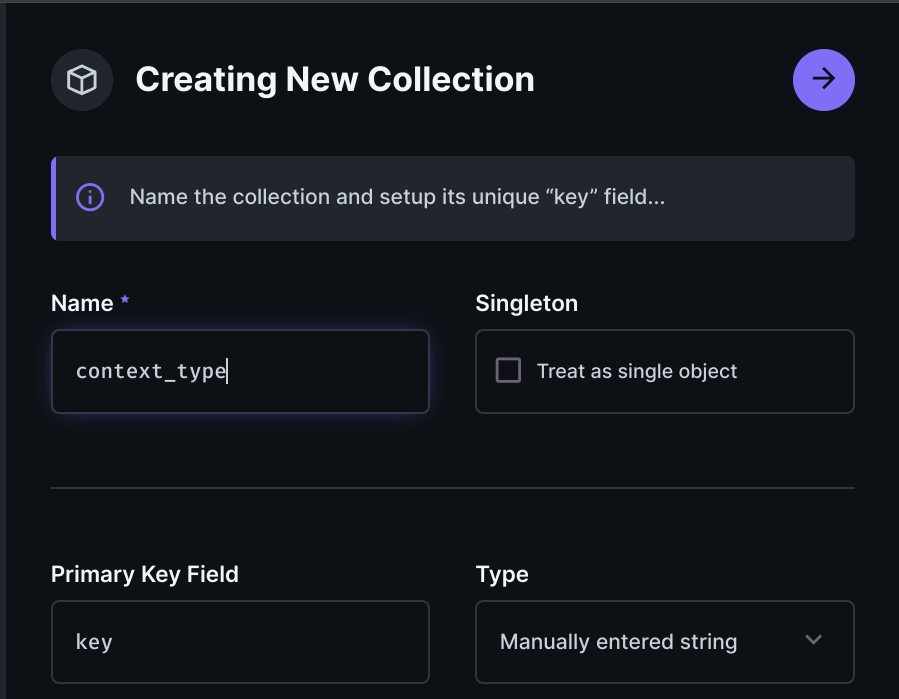 Creating New Collection
Name the collection and setup its unique “key” field...
Name *
Singleton
context_type
Treat as single object
Primary Key Field
Type
key
Manually entered string